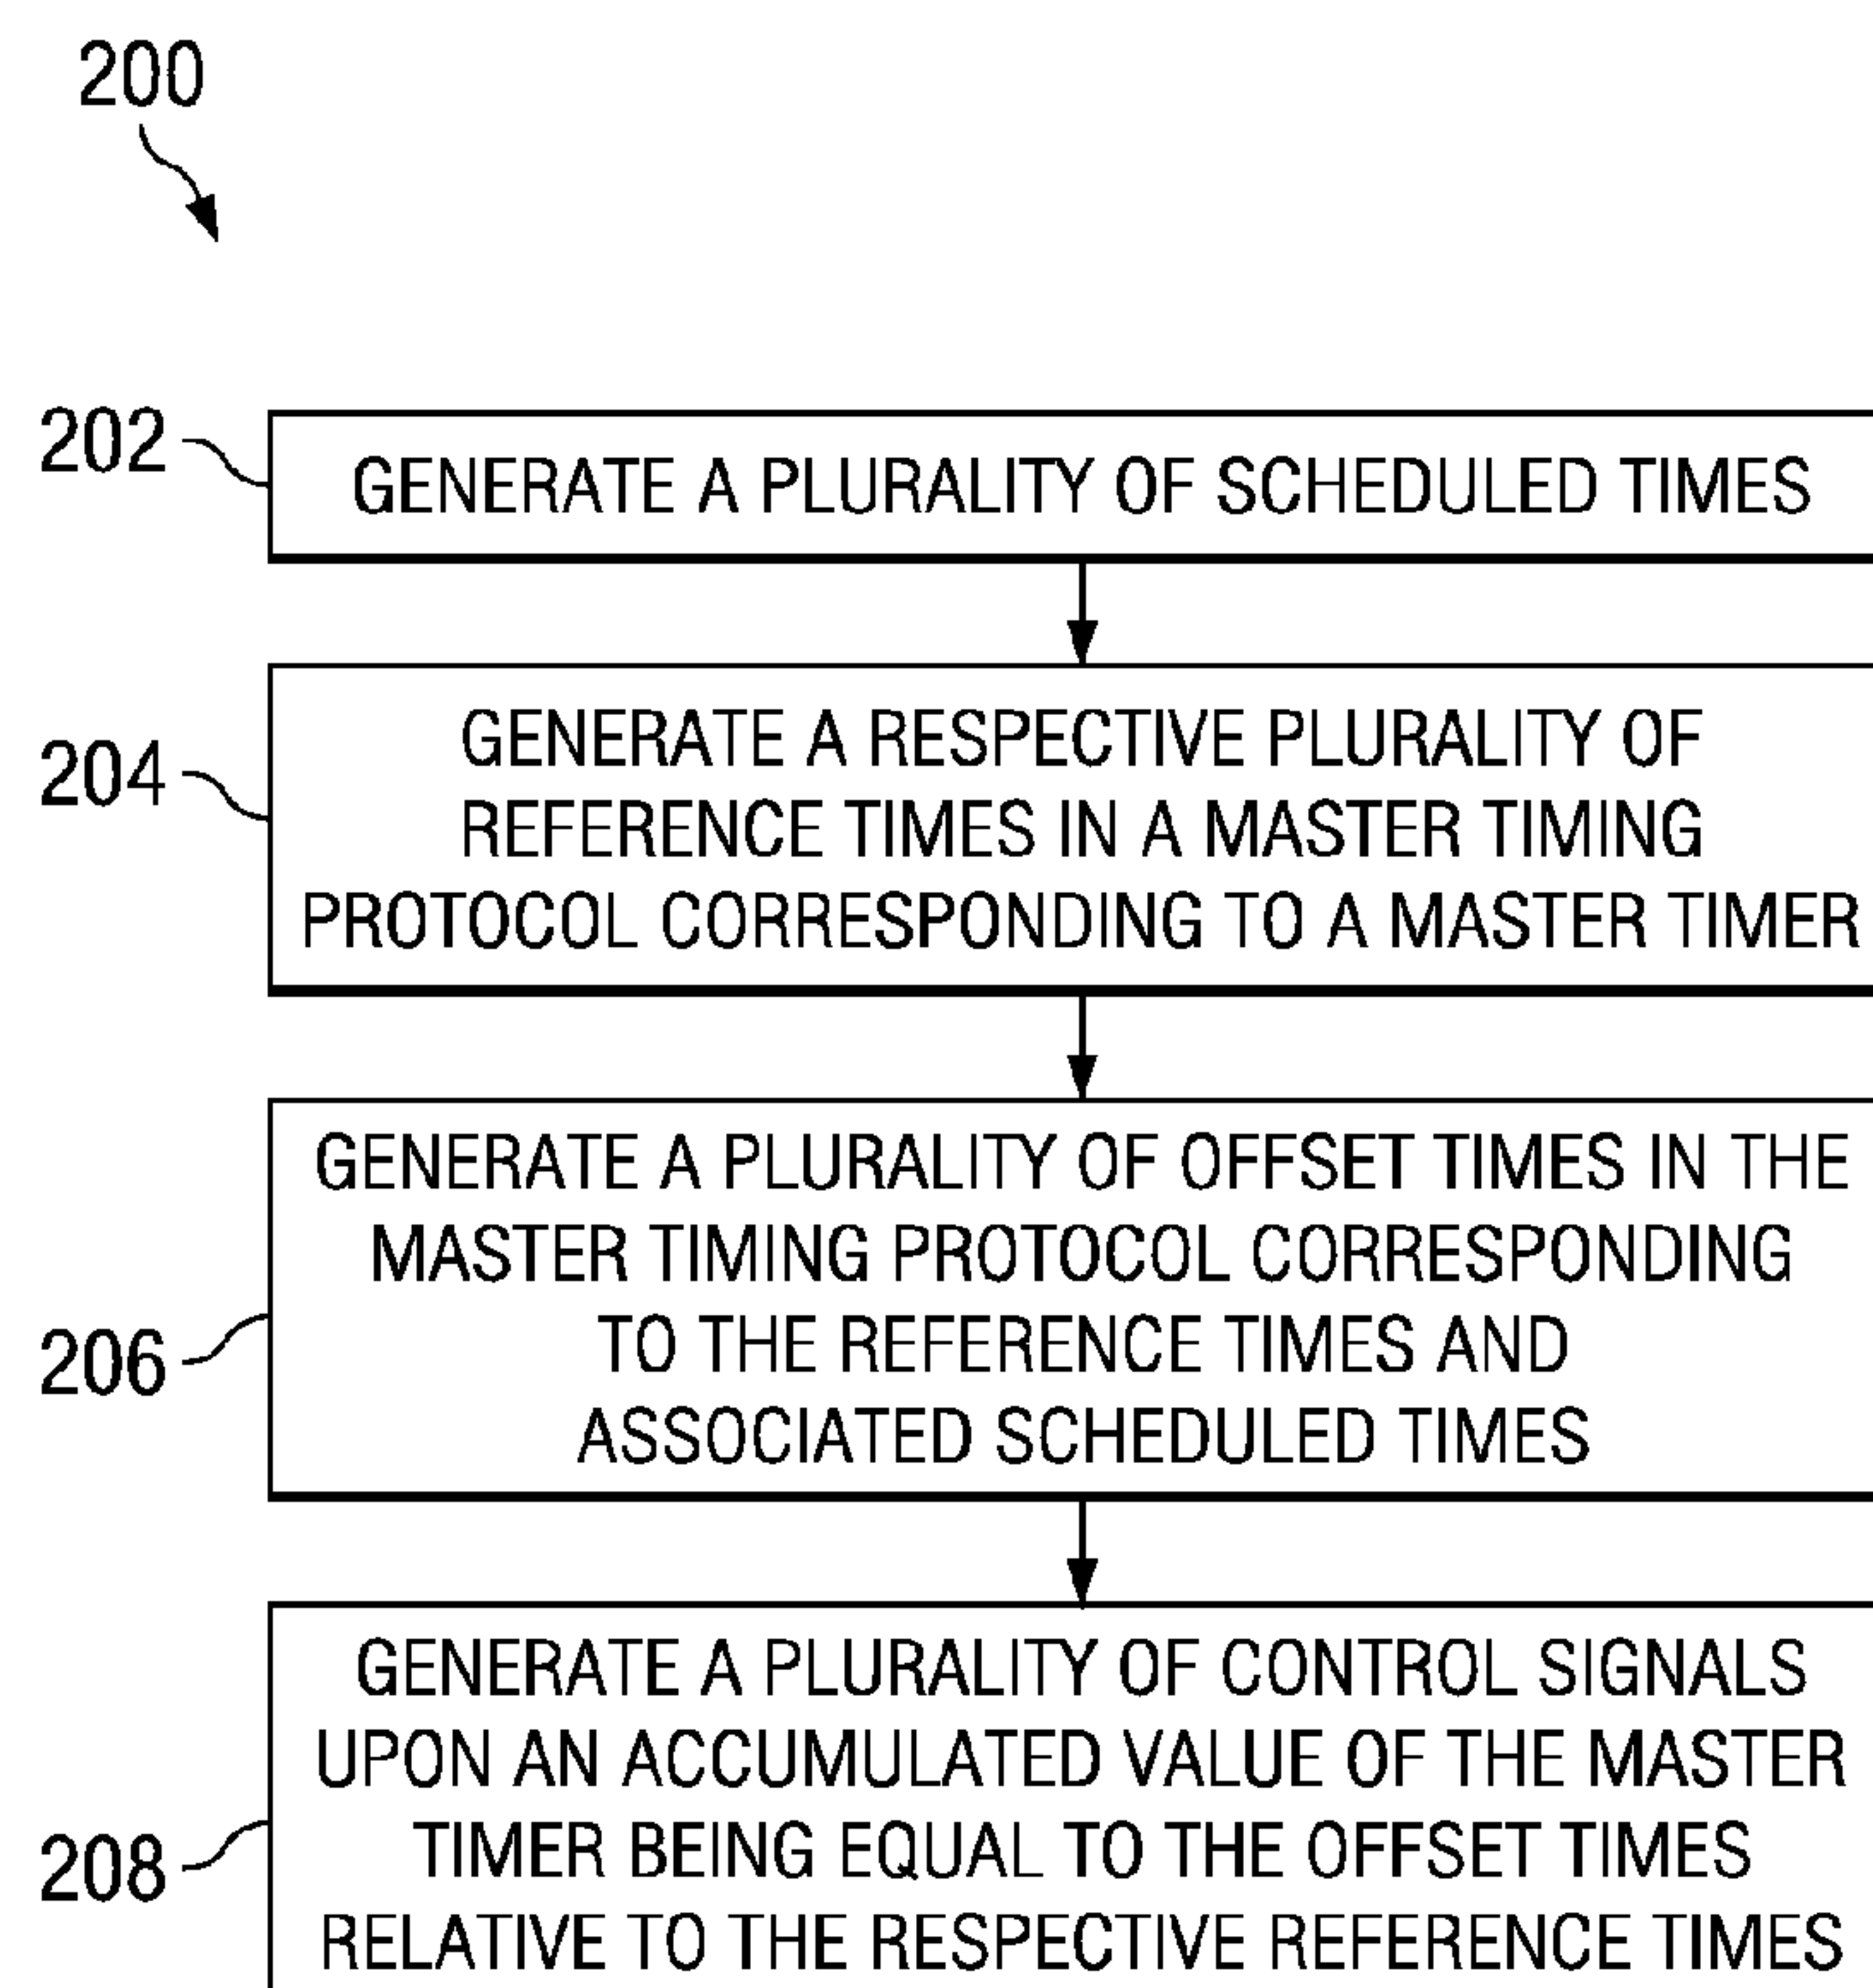 200
202
GENERATE A PLURALITY OF SCHEDULED TIMES
204
GENERATE A RESPECTIVE PLURALITY OF
REFERENCE TIMES IN A MASTER TIMING
PROTOCOL CORRESPONDING TO A MASTER TIMER
206
GENERATE A PLURALITY OF OFFSET TIMES IN THE
MASTER TIMING PROTOCOL CORRESPONDING
TO THE REFERENCE TIMES AND
ASSOCIATED SCHEDULED TIMES
208
GENERATE A PLURALITY OF CONTROL SIGNALS
UPON AN ACCUMULATED VALUE OF THE MASTER
TIMER BEING EQUAL TO THE OFFSET TIMES
RELATIVE TO THE RESPECTIVE REFERENCE TIMES